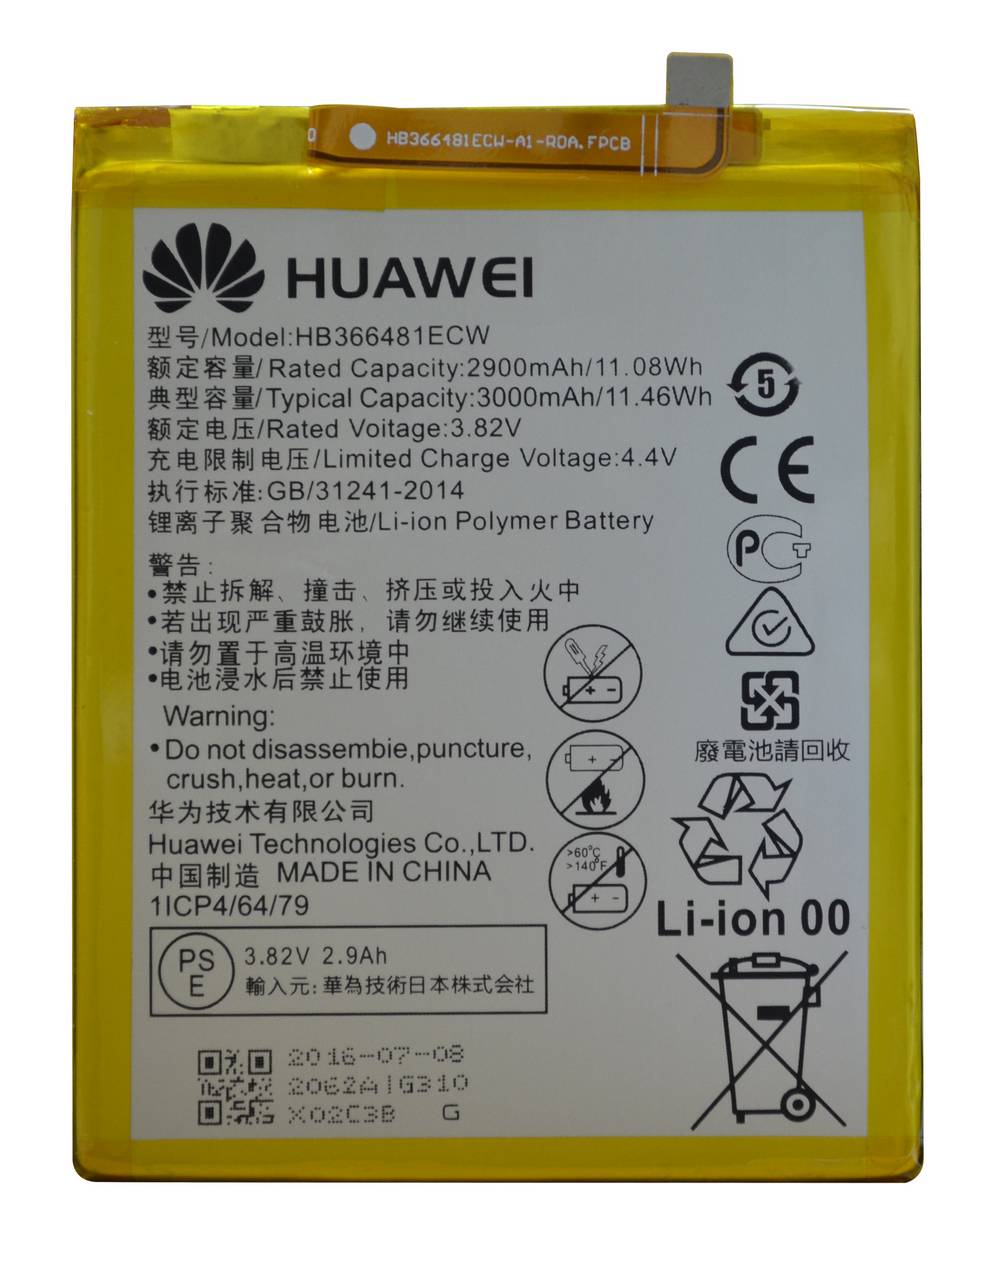 HB366481ECW-A1-ROA.FPCB
HUAWEI
型号/Model:HB366481ECW
额定容量/Rated Capacity:2900mAh/11.08Wh
典型容量/Typical Capacity:3000mAh/11.46Wh
额定电压/Rated Voitage:3.82V
充电限制电压/Limited Charge Voltage:4.4V
执行标准:GB/31241-2014
锂离子聚合物电池/Li-ion Polymer Battery
5
CE
PCT
警告:
•禁止拆解、撞击、挤压或投入火中
•若出现严重鼓胀，请勿继续使用
•请勿置于高温环境中
•电池浸水后禁止使用
Warning:
•Do not disassembie,puncture,
crush,heat,or burn.
廢電池請回收
华为技术有限公司
Huawei Technologies Co.,LTD.
中国制造 MADE IN CHINA
1ICP4/64/79
>60°C
>140°F
Li-ion 00
PS
E
3.82V 2.9Ah
輸入元:華為技術日本株式会社
2016-07-08
2062AIG310
X02C3B G